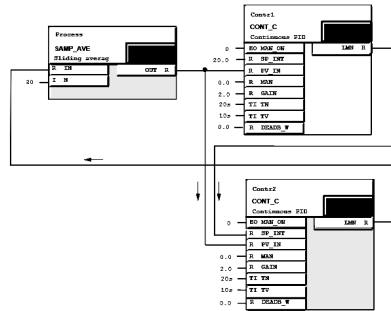 Process
SAMP_AVE
Sliding averag
R IN
OUT R
20
I N
Contr1
CONT_C
Continuous PID
0
BO MAN_ON
LMN R
20.0
R SP_INT
R PV_IN
0.0
R MAN
2.0
R GAIN
20s
TI TN
10s
TI TV
0.0
R DEADB_W
Contr2
CONT_C
Continuous PID
0
BO MAN_ON
LMN R
R SP_INT
R PV_IN
0.0
R MAN
2.0
R GAIN
20s
TI TN
10s
TI TV
0.0
R DEADB_W